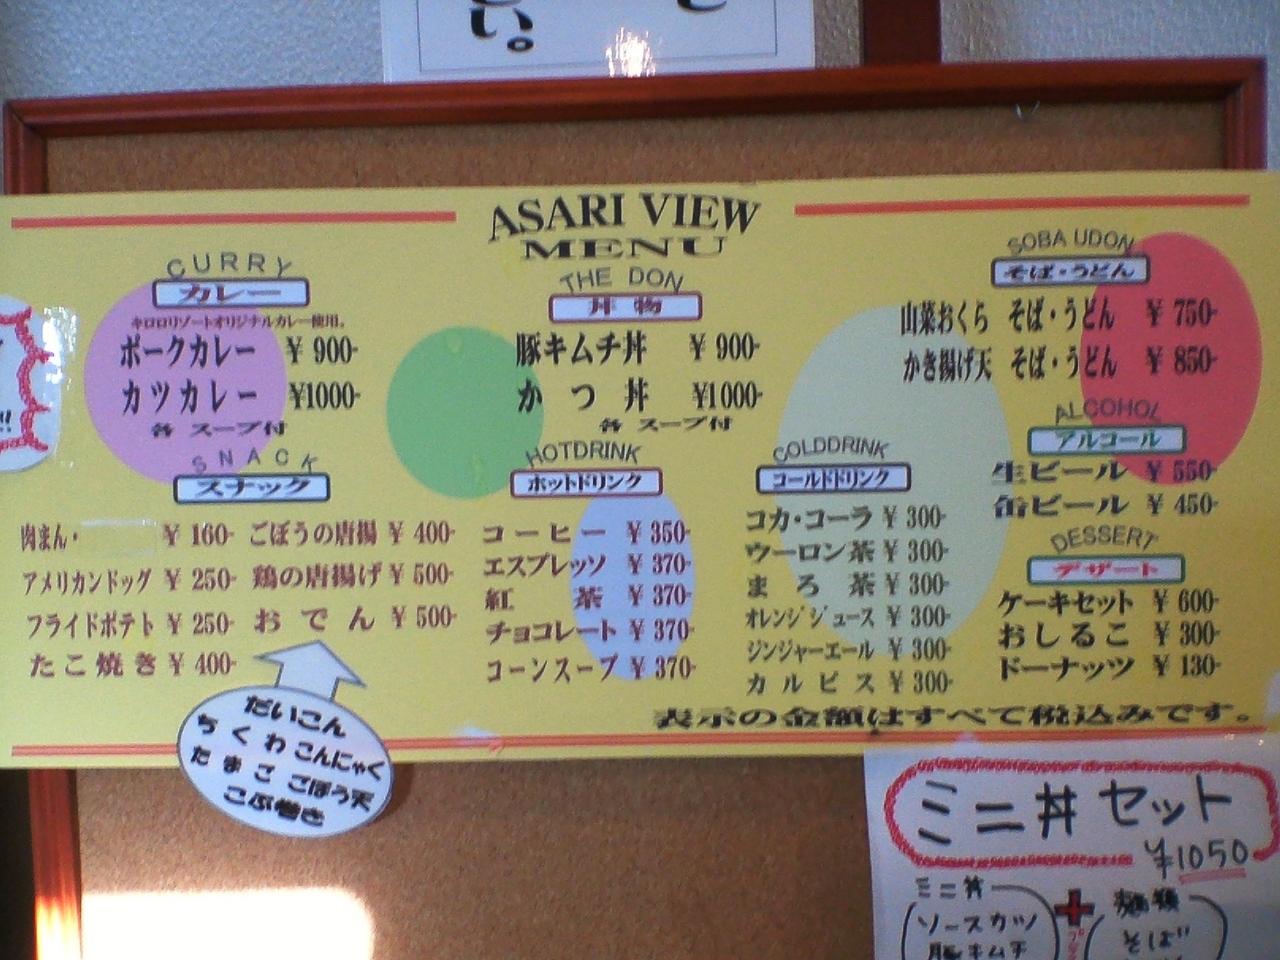 い。
ASARI VIEW
MENU
CURRY
カレー
キロロリゾートオリジナルカレー使用。
ポークカレー ¥900-
カツカレー ¥1000-
各 スープ付
SNACK
スナック
肉まん・ ¥160-
アメリカンドッグ ¥250-
フライドポテト ¥250-
たこ焼き ¥400-
ごぼうの唐揚 ¥400-
鶏の唐揚げ ¥500-
おでん ¥500-
だいこん
ちくわ こんにゃく
たまご ごぼう天
こぶ巻き
THE DON
丼物
豚キムチ丼 ¥900-
かつ丼 ¥1000-
各 スープ付
HOTDRINK
ホットドリンク
コーヒー ¥350-
エスプレッソ ¥370-
紅茶 ¥370-
チョコレート ¥370-
コーンスープ ¥370-
COLDDRINK
コールドドリンク
コカ・コーラ ¥300-
ウーロン茶 ¥300-
まろ茶 ¥300-
オレンジジュース ¥300-
ジンジャーエール ¥300-
カルピス ¥300-
SOBA UDON
そば・うどん
山菜おくら そば・うどん ¥750-
かき揚げ天 そば・うどん ¥850-
ALCOHOL
アルコール
生ビール ¥550-
缶ビール ¥450-
DESSERT
デザート
ケーキセット ¥600-
おしるこ ¥300-
ドーナッツ ¥130-
表示の金額はすべて税込みです。
!!
ミニ丼セット
¥1050
ミニ丼
ソースカツ
豚キムチ
+
麺類
そば